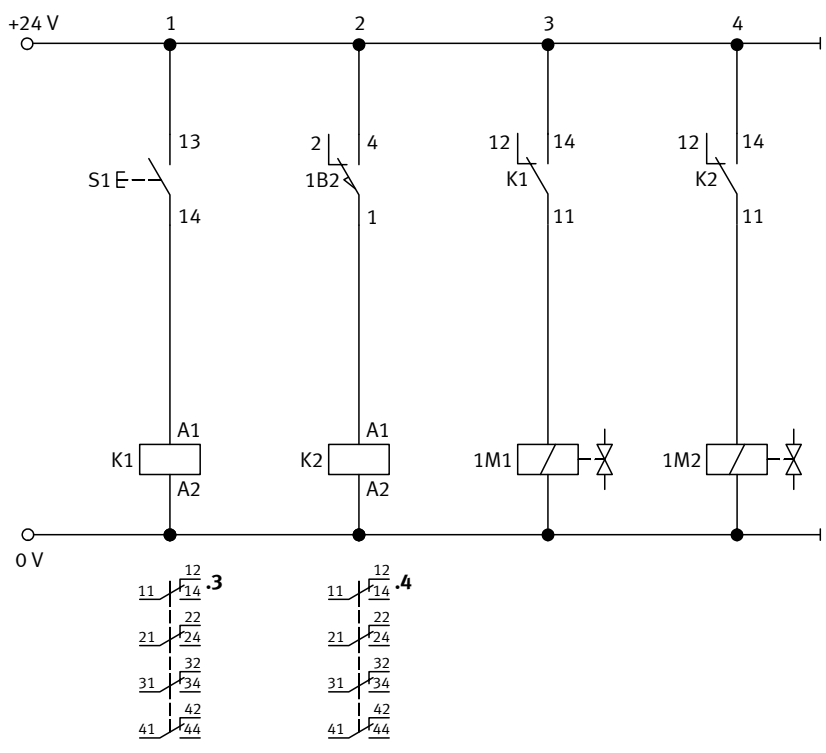 +24 V 1 2 3 4
13 2 4 12 14 12 14
S1 1B2 K1 K2
14 1 11 11
A1 A1
K1 K2 1M1 1M2
A2 A2
0 V
12 12
11 14 .3 11 14 .4
22 22
21 24 21 24
32 32
31 34 31 34
42 42
41 44 41 44